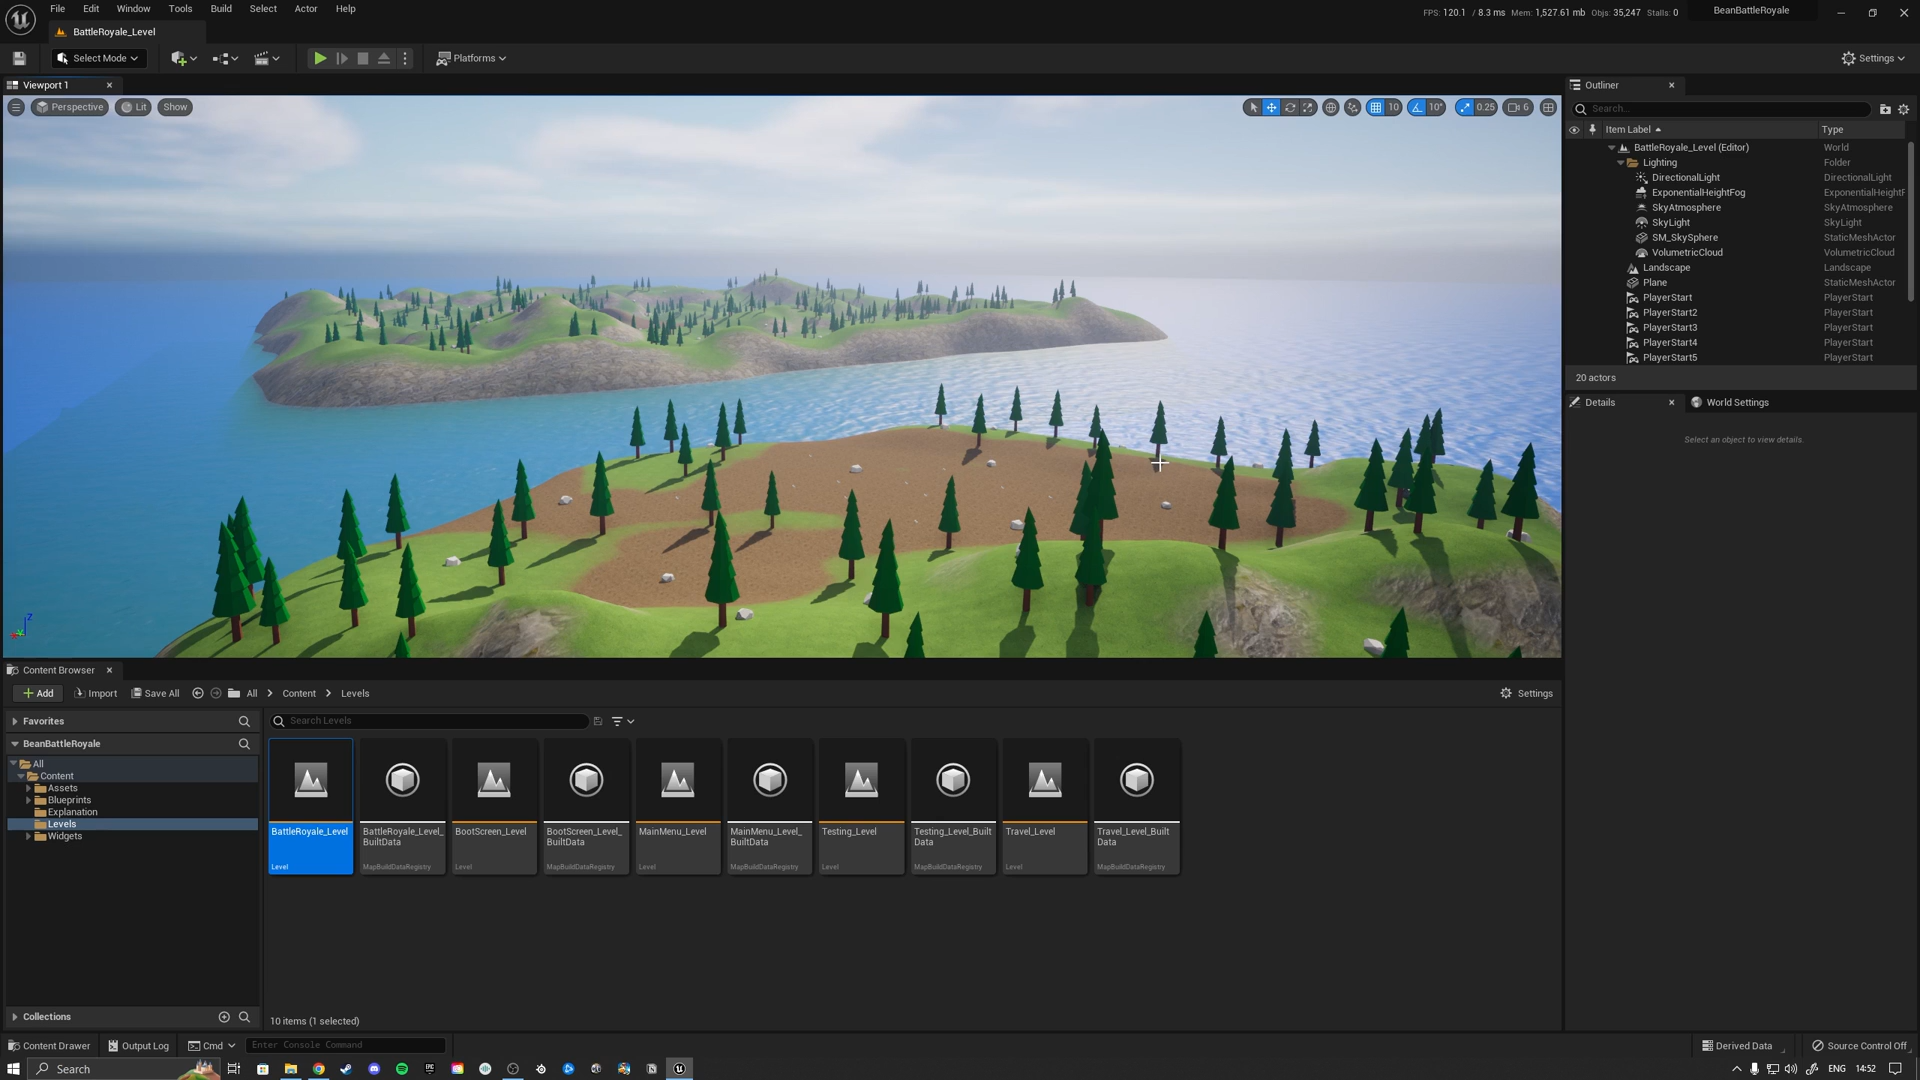 File Edit Window Tools Build Select Actor Help
FPS: 120.1 / 8.3 ms Mem: 1,527.61 mb Objs: 35,247 Stalls: 0
BeanBattleRoyale
BattleRoyale_Level
Select Mode
Platforms
Settings
Viewport 1
Perspective Lit Show
10 10° 0.25 6
Outliner
Search...
Item Label Type
BattleRoyale_Level (Editor) World
Lighting Folder
DirectionalLight DirectionalLight
ExponentialHeightFog ExponentialHeightF
SkyAtmosphere SkyAtmosphere
SkyLight SkyLight
SM_SkySphere StaticMeshActor
VolumetricCloud VolumetricCloud
Landscape Landscape
Plane StaticMeshActor
PlayerStart PlayerStart
PlayerStart2 PlayerStart
PlayerStart3 PlayerStart
PlayerStart4 PlayerStart
PlayerStart5 PlayerStart
20 actors
Details World Settings
Select an object to view details.
Z
Content Browser
Add Import Save All All Content Levels
Settings
Favorites
BeanBattleRoyale
All
Content
Assets
Blueprints
Explanation
Levels
Widgets
Collections
Search Levels
BattleRoyale_Level
Level
BattleRoyale_Level_
BuiltData
MapBuildDataRegistry
BootScreen_Level
Level
BootScreen_Level_
BuiltData
MapBuildDataRegistry
MainMenu_Level
Level
MainMenu_Level_
BuiltData
MapBuildDataRegistry
Testing_Level
Level
Testing_Level_Built
Data
MapBuildDataRegistry
Travel_Level
Level
Travel_Level_Built
Data
MapBuildDataRegistry
10 items (1 selected)
Content Drawer Output Log Cmd Enter Console Command
Derived Data Source Control Off
Search
ENG 14:52